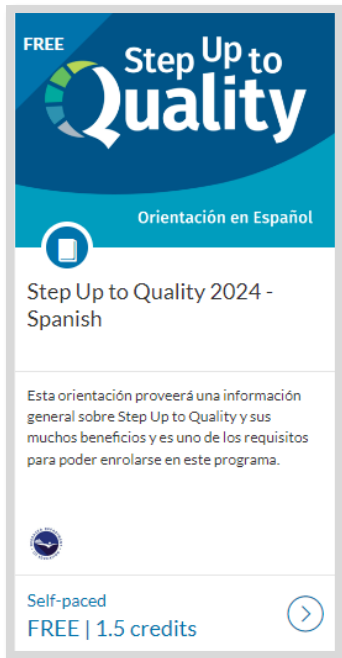 FREE
Step Up to
Quality
Orientación en Español
Step Up to Quality 2024 -
Spanish
Esta orientación proveerá una información
general sobre Step Up to Quality y sus
muchos beneficios y es uno de los requisitos
para poder enrolarse en este programa.
Self-paced
FREE | 1.5 credits